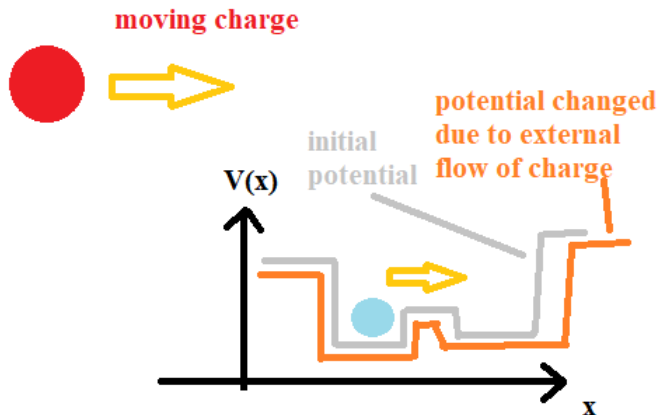 moving charge
potential changed
due to external
flow of charge
initial
potential
V(x)
x